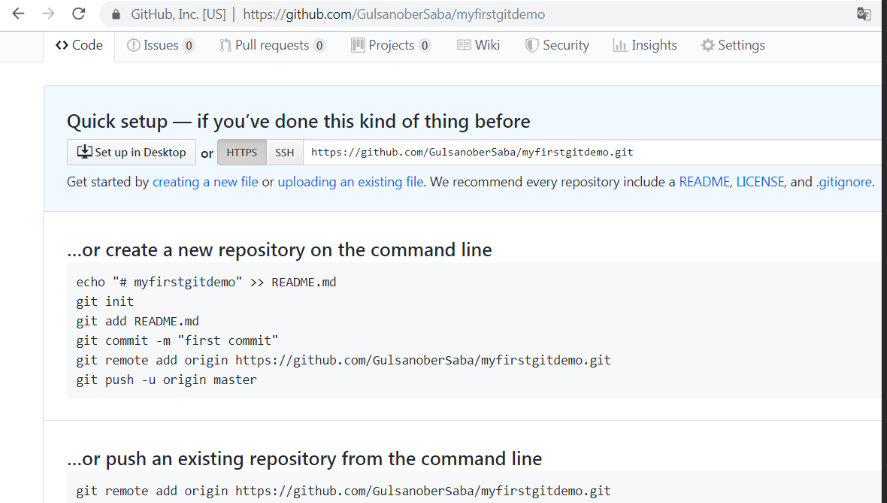 GitHub, Inc. [US] | https://github.com/GulsanoberSaba/myfirstgitdemo
Code Issues 0 Pull requests 0 Projects 0 Wiki Security Insights Settings
Quick setup — if you’ve done this kind of thing before
Set up in Desktop or HTTPS SSH https://github.com/GulsanoberSaba/myfirstgitdemo.git
Get started by creating a new file or uploading an existing file. We recommend every repository include a README, LICENSE, and .gitignore.
…or create a new repository on the command line
echo "# myfirstgitdemo" >> README.md
git init
git add README.md
git commit -m "first commit"
git remote add origin https://github.com/GulsanoberSaba/myfirstgitdemo.git
git push -u origin master
…or push an existing repository from the command line
git remote add origin https://github.com/GulsanoberSaba/myfirstgitdemo.git